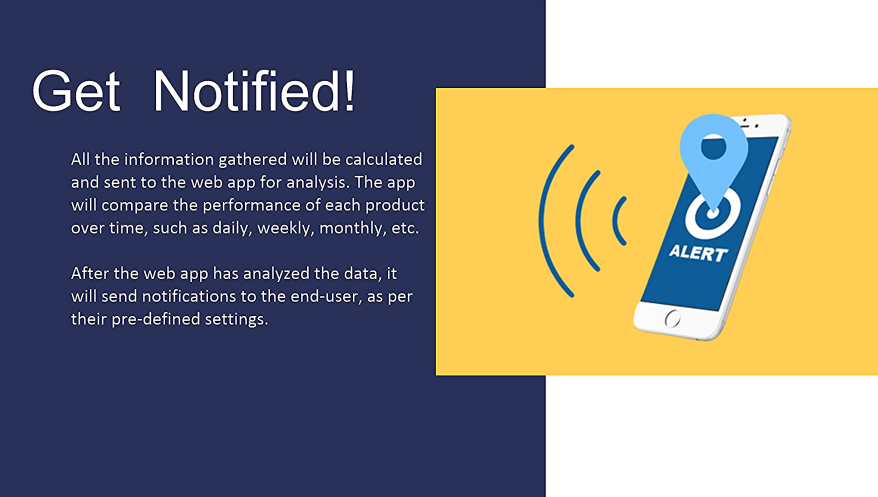 Get Notified!
All the information gathered will be calculated
and sent to the web app for analysis. The app
will compare the performance of each product
over time, such as daily, weekly, monthly, etc.
After the web app has analyzed the data, it
will send notifications to the end-user, as per
their pre-defined settings.
ALERT